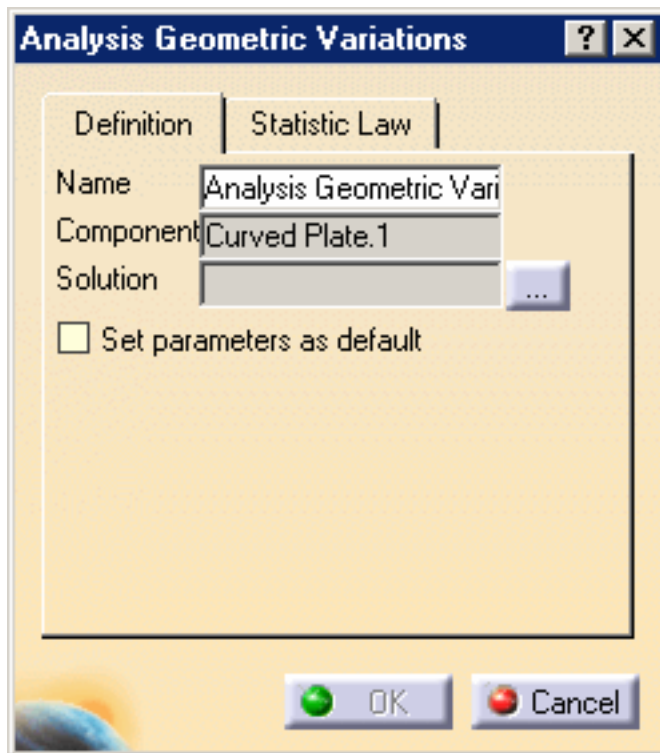 Analysis Geometric Variations ? X
Definition Statistic Law
Name Analysis Geometric Vari
Component Curved Plate.1
Solution ...
Set parameters as default
OK Cancel